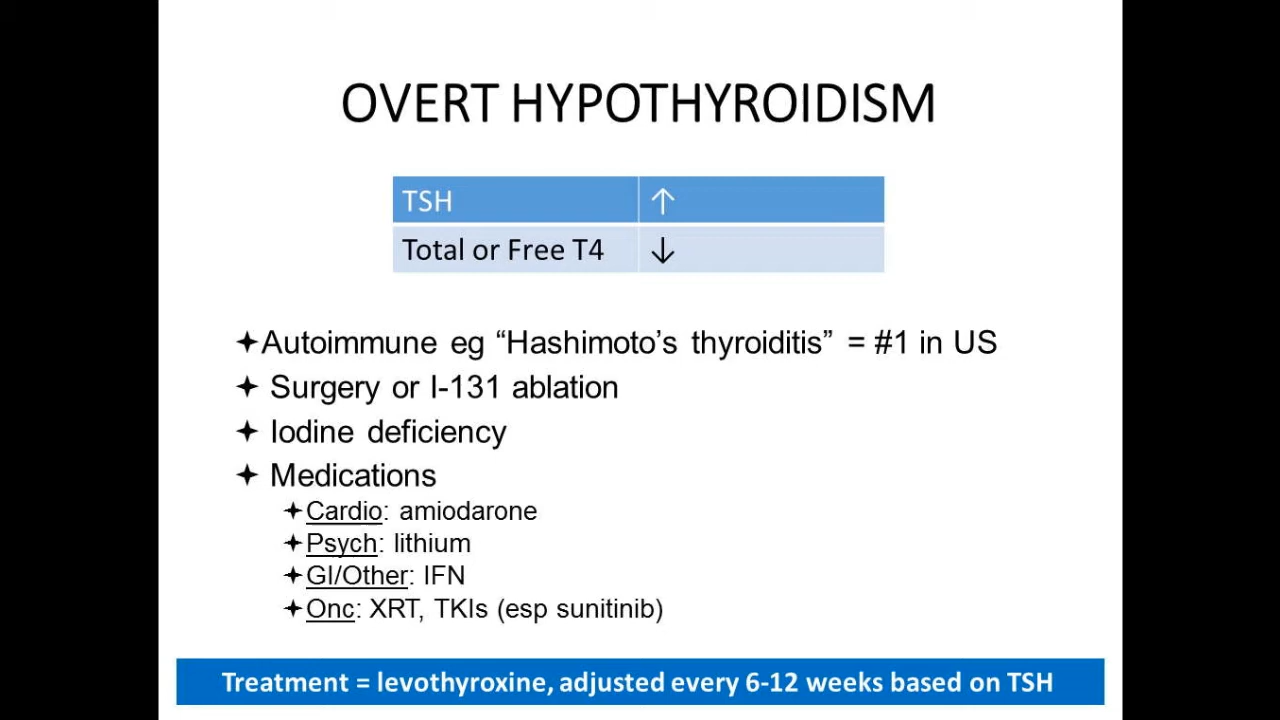 OVERT HYPOTHYROIDISM
TSH ↑
Total or Free T4 ↓
Autoimmune eg “Hashimoto’s thyroiditis” = #1 in US
Surgery or I-131 ablation
Iodine deficiency
Medications
Cardio: amiodarone
Psych: lithium
GI/Other: IFN
Onc: XRT, TKIs (esp sunitinib)
Treatment = levothyroxine, adjusted every 6-12 weeks based on TSH